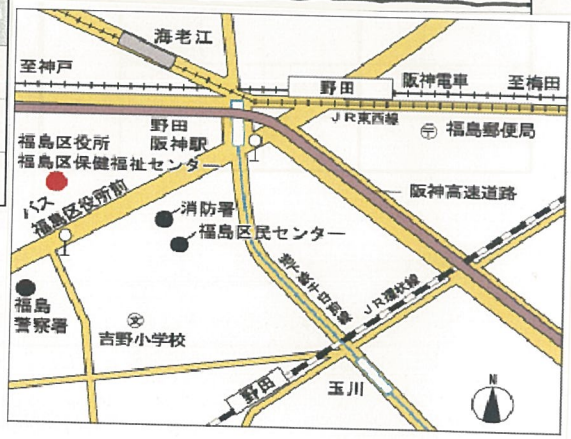 海老江
至神戸
野田
阪神電車
至梅田
JR東西線
〒 福島郵便局
野田
阪神駅
福島区役所
福島区保健福祉センター
バス
福島区役所前
消防署
福島区民センター
阪神高速道路
地下鉄千日前線
JR環状線
福島
警察署
文
吉野小学校
野田
玉川
N